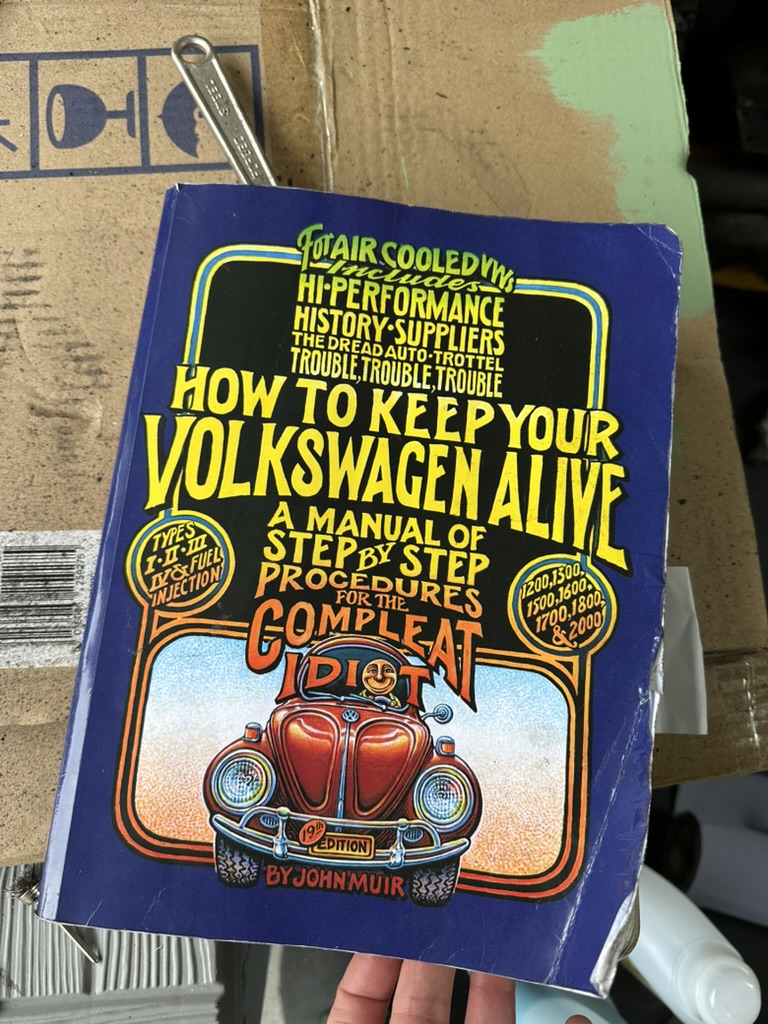 For AIR COOLED VWs
Includes
HI-PERFORMANCE
HISTORY·SUPPLIERS
THE DREAD AUTO-TROTTEL
TROUBLE, TROUBLE, TROUBLE
HOW TO KEEP YOUR
VOLKSWAGEN ALIVE
A MANUAL OF
STEP BY STEP
PROCEDURES
FOR THE
COMPLEAT
IDIOT
TYPES
I·II·III
IV & FUEL
INJECTION
1200,1300,
1500,1600,
1700,1800,
& 2000
19th
EDITION
BY JOHN MUIR